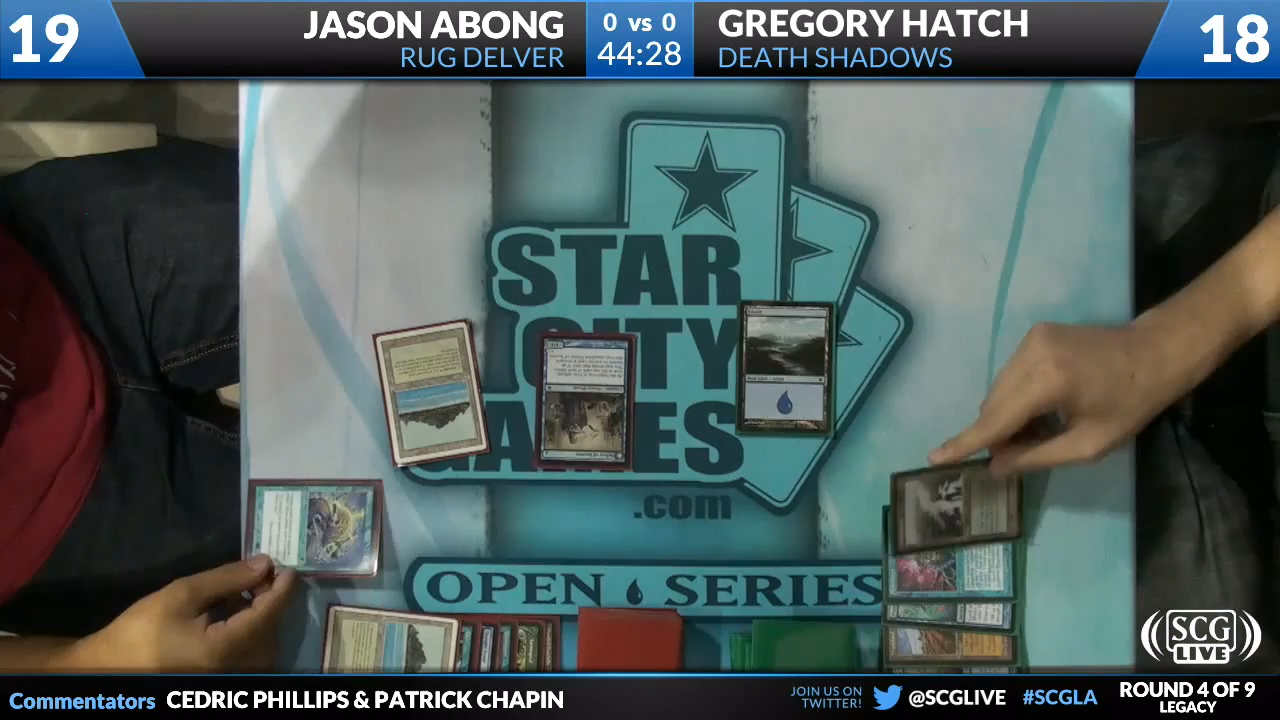 19
JASON ABONG
RUG DELVER
0 vs 0
44:28
GREGORY HATCH
DEATH SHADOWS
18
STAR
CITY
GAMES
.com
OPEN SERIES
SCG
LIVE
Commentators CEDRIC PHILLIPS & PATRICK CHAPIN
JOIN US ON
TWITTER!
@SCGLIVE #SCGLA
ROUND 4 OF 9
LEGACY